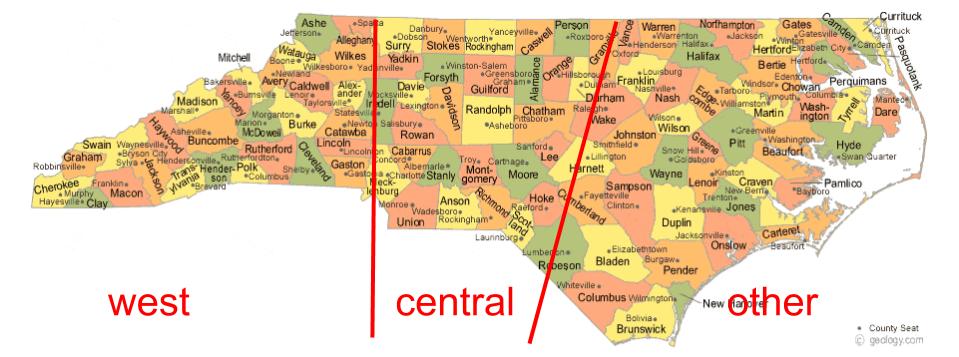 Ashe
Sparta
Jefferson
Alleghany
Surry
Danbury
Dobson
Stokes
Wentworth
Rockingham
Yanceyville
Caswell
Person
Roxboro
Granville
Oxford
Vance
Warren
Warrenton
Henderson
Northampton
Jackson
Halifax
Halifax
Gates
Gatesville
Winton
Hertford
Elizabeth City
Camden
Camden
Currituck
Currituck
Pasquotank
Perquimans
Mitchell
Watauga
Boone
Wilkes
Wilkesboro
Yadkin
Yadkinville
Forsyth
Winston-Salem
Greensboro
Guilford
Graham
Alamance
Orange
Hillsborough
Durham
Durham
Franklin
Louisburg
Nashville
Nash
Bertie
Windsor
Hertford
Edenton
Chowan
Columbia
Tyrrell
Manteo
Dare
Bakersville
Newland
Avery
Caldwell
Lenoir
Alexander
Taylorsville
Statesville
Iredell
Mocksville
Davie
Lexington
Davidson
Randolph
Asheboro
Chatham
Pittsboro
Raleigh
Wake
Wilson
Wilson
Edgecombe
Tarboro
Williamston
Martin
Plymouth
Washington
Madison
Marshall
Yancey
Burnsville
Morganton
Marion
McDowell
Burke
Newton
Catawba
Salisbury
Rowan
Johnston
Smithfield
Greenville
Pitt
Washington
Beaufort
Hyde
Swan Quarter
Swain
Waynesville
Bryson City
Haywood
Asheville
Buncombe
Rutherford
Rutherfordton
Lincolnton
Lincoln
Cleveland
Shelby
Gaston
Gastonia
Cabarrus
Concord
Albemarle
Stanly
Troy
Montgomery
Carthage
Moore
Sanford
Lee
Lillington
Harnett
Wayne
Goldsboro
Snow Hill
Greene
Kinston
Lenoir
Craven
New Bern
Trenton
Jones
Pamlico
Bayboro
Graham
Robbinsville
Cherokee
Murphy
Hayesville
Clay
Franklin
Macon
Sylva
Jackson
Transylvania
Brevard
Henderson
Hendersonville
Polk
Columbus
Mecklenburg
Monroe
Union
Anson
Wadesboro
Rockingham
Richmond
Scotland
Laurinburg
Hoke
Raeford
Cumberland
Fayetteville
Sampson
Clinton
Kenansville
Duplin
Jacksonville
Onslow
Carteret
Beaufort
Lumberton
Robeson
Bladen
Elizabethtown
Burgaw
Pender
Whiteville
Columbus
Wilmington
New Hanover
Bolivia
Brunswick
west
central
other
County Seat
© geology.com